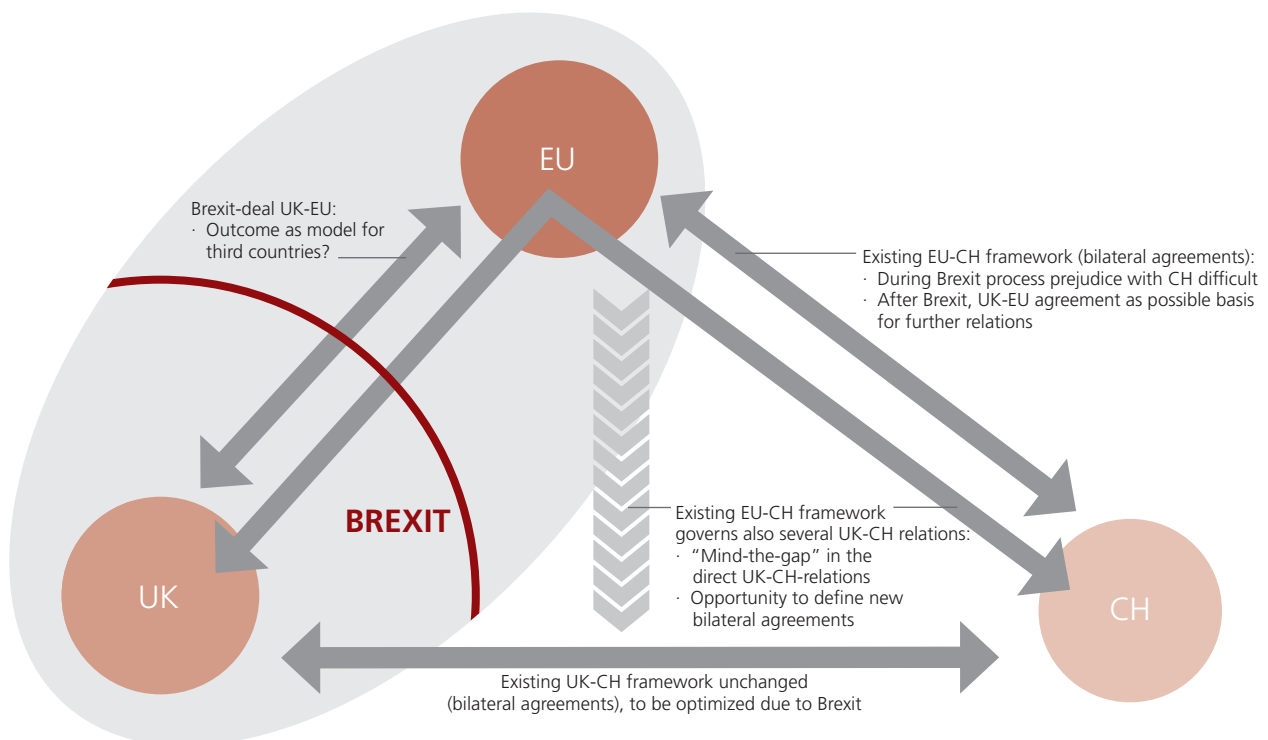 EU
Brexit-deal UK-EU:
· Outcome as model for
third countries?
Existing EU-CH framework (bilateral agreements):
· During Brexit process prejudice with CH difficult
· After Brexit, UK-EU agreement as possible basis
for further relations
BREXIT
Existing EU-CH framework
governs also several UK-CH relations:
· “Mind-the-gap” in the
direct UK-CH-relations
· Opportunity to define new
bilateral agreements
UK
CH
Existing UK-CH framework unchanged
(bilateral agreements), to be optimized due to Brexit